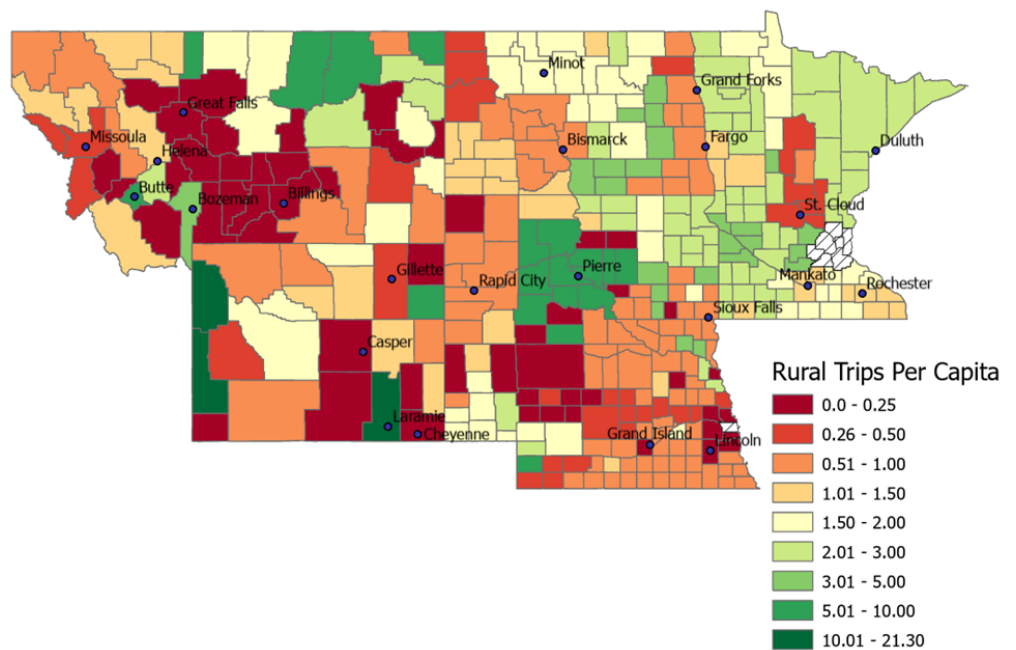 Minot
Grand Forks
Great Falls
Missoula
Helena
Bismarck
Fargo
Duluth
Butte
Bozeman
Billings
St. Cloud
Gillette
Rapid City
Pierre
Mankato
Rochester
Sioux Falls
Casper
Laramie
Cheyenne
Grand Island
Lincoln
Rural Trips Per Capita
0.0 - 0.25
0.26 - 0.50
0.51 - 1.00
1.01 - 1.50
1.50 - 2.00
2.01 - 3.00
3.01 - 5.00
5.01 - 10.00
10.01 - 21.30